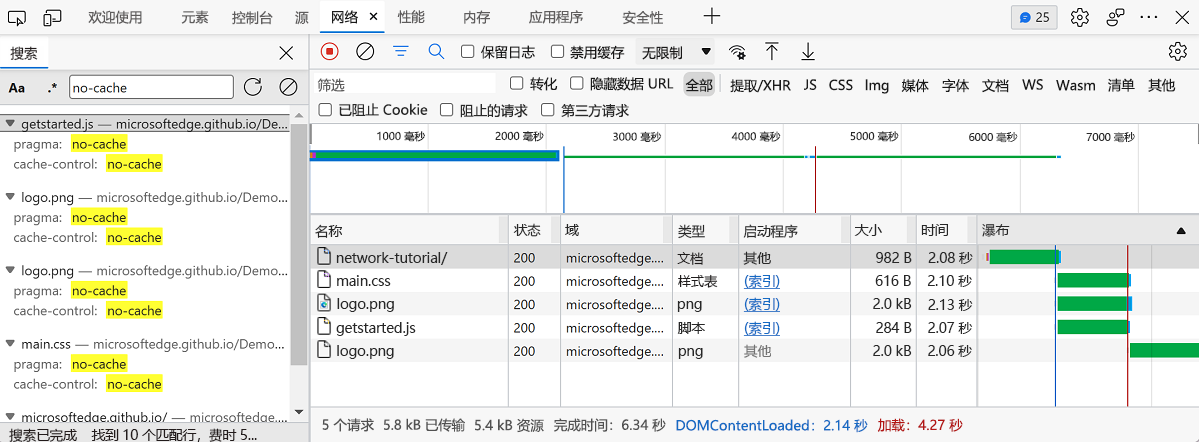 欢迎使用 元素 控制台 源 网络 性能 内存 应用程序 安全性 25
搜索
Aa .* no-cache
getstarted.js — microsoftedge.github.io/De...
pragma: no-cache
cache-control: no-cache
logo.png — microsoftedge.github.io/Demo...
pragma: no-cache
cache-control: no-cache
logo.png — microsoftedge.github.io/Demo...
pragma: no-cache
cache-control: no-cache
main.css — microsoftedge.github.io/Demo...
pragma: no-cache
cache-control: no-cache
microsoftedge.github.io/ — microsoftedge....
搜索已完成 找到 10 个匹配行，费时 5...
保留日志 禁用缓存 无限制
筛选 转化 隐藏数据 URL 全部 提取/XHR JS CSS Img 媒体 字体 文档 WS Wasm 清单 其他
已阻止 Cookie 阻止的请求 第三方请求
1000 毫秒 2000 毫秒 3000 毫秒 4000 毫秒 5000 毫秒 6000 毫秒 7000 毫秒
名称 状态 域 类型 启动程序 大小 时间 瀑布
network-tutorial/ 200 microsoftedge.... 文档 其他 982 B 2.08 秒
main.css 200 microsoftedge.... 样式表 (索引) 616 B 2.10 秒
logo.png 200 microsoftedge.... png (索引) 2.0 kB 2.13 秒
getstarted.js 200 microsoftedge.... 脚本 (索引) 284 B 2.07 秒
logo.png 200 microsoftedge.... png 其他 2.0 kB 2.06 秒
5 个请求 5.8 kB 已传输 5.4 kB 资源 完成时间：6.34 秒 DOMContentLoaded：2.14 秒 加载：4.27 秒